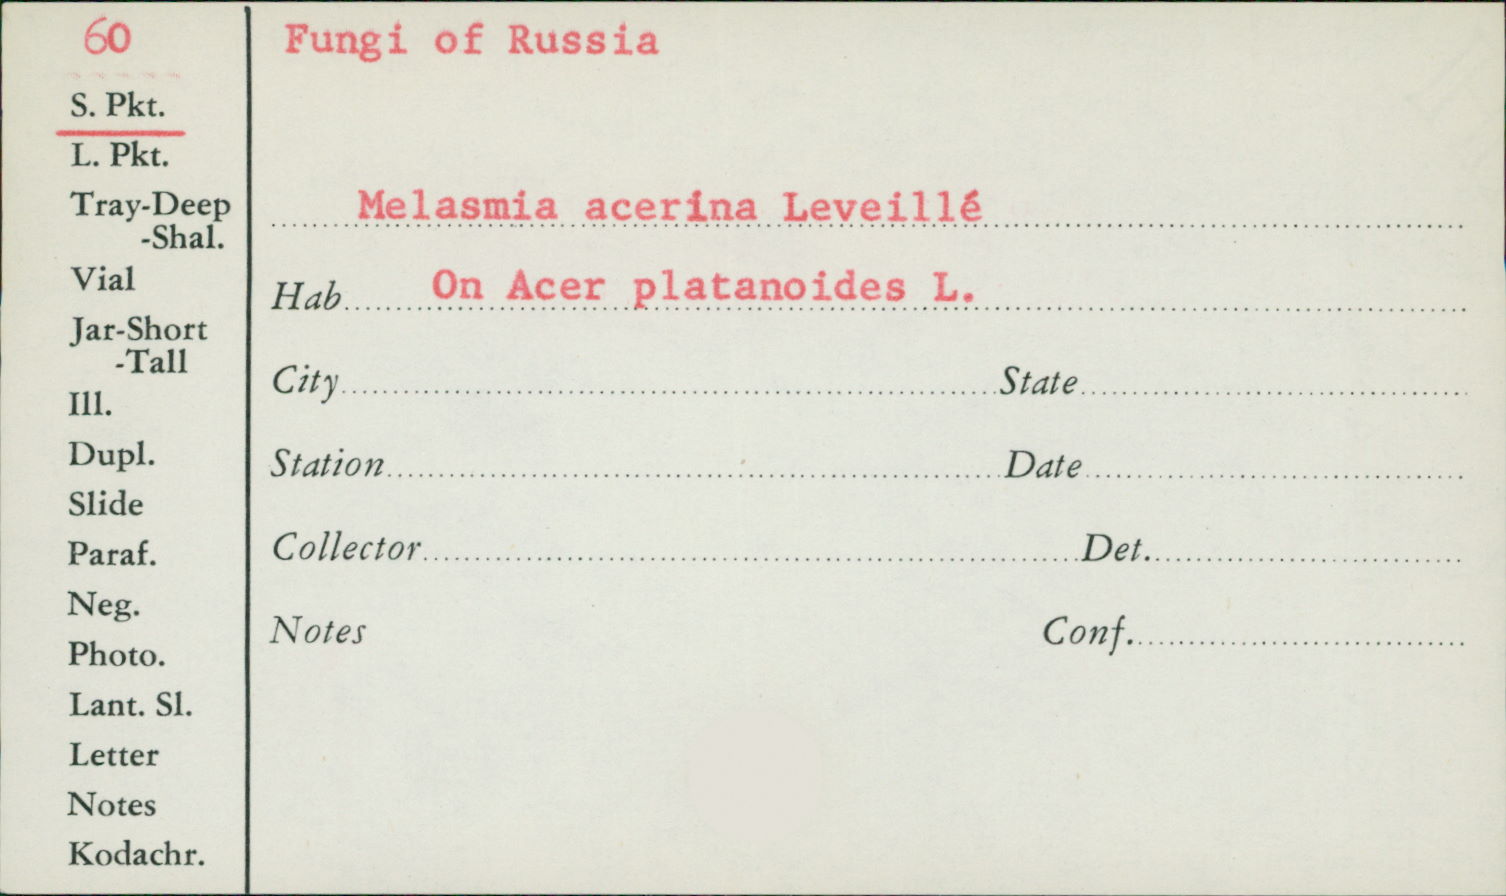 60
S. Pkt.
L. Pkt.
Tray-Deep
-Shal.
Vial
Jar-Short
-Tall
Ill.
Dupl.
Slide
Paraf.
Neg.
Photo.
Lant. Sl.
Letter
Notes
Kodachr.
Fungi of Russia
Melasmia acerina Leveillé
Hab. On Acer platanoides L.
City State
Station Date
Collector Det.
Notes Conf.